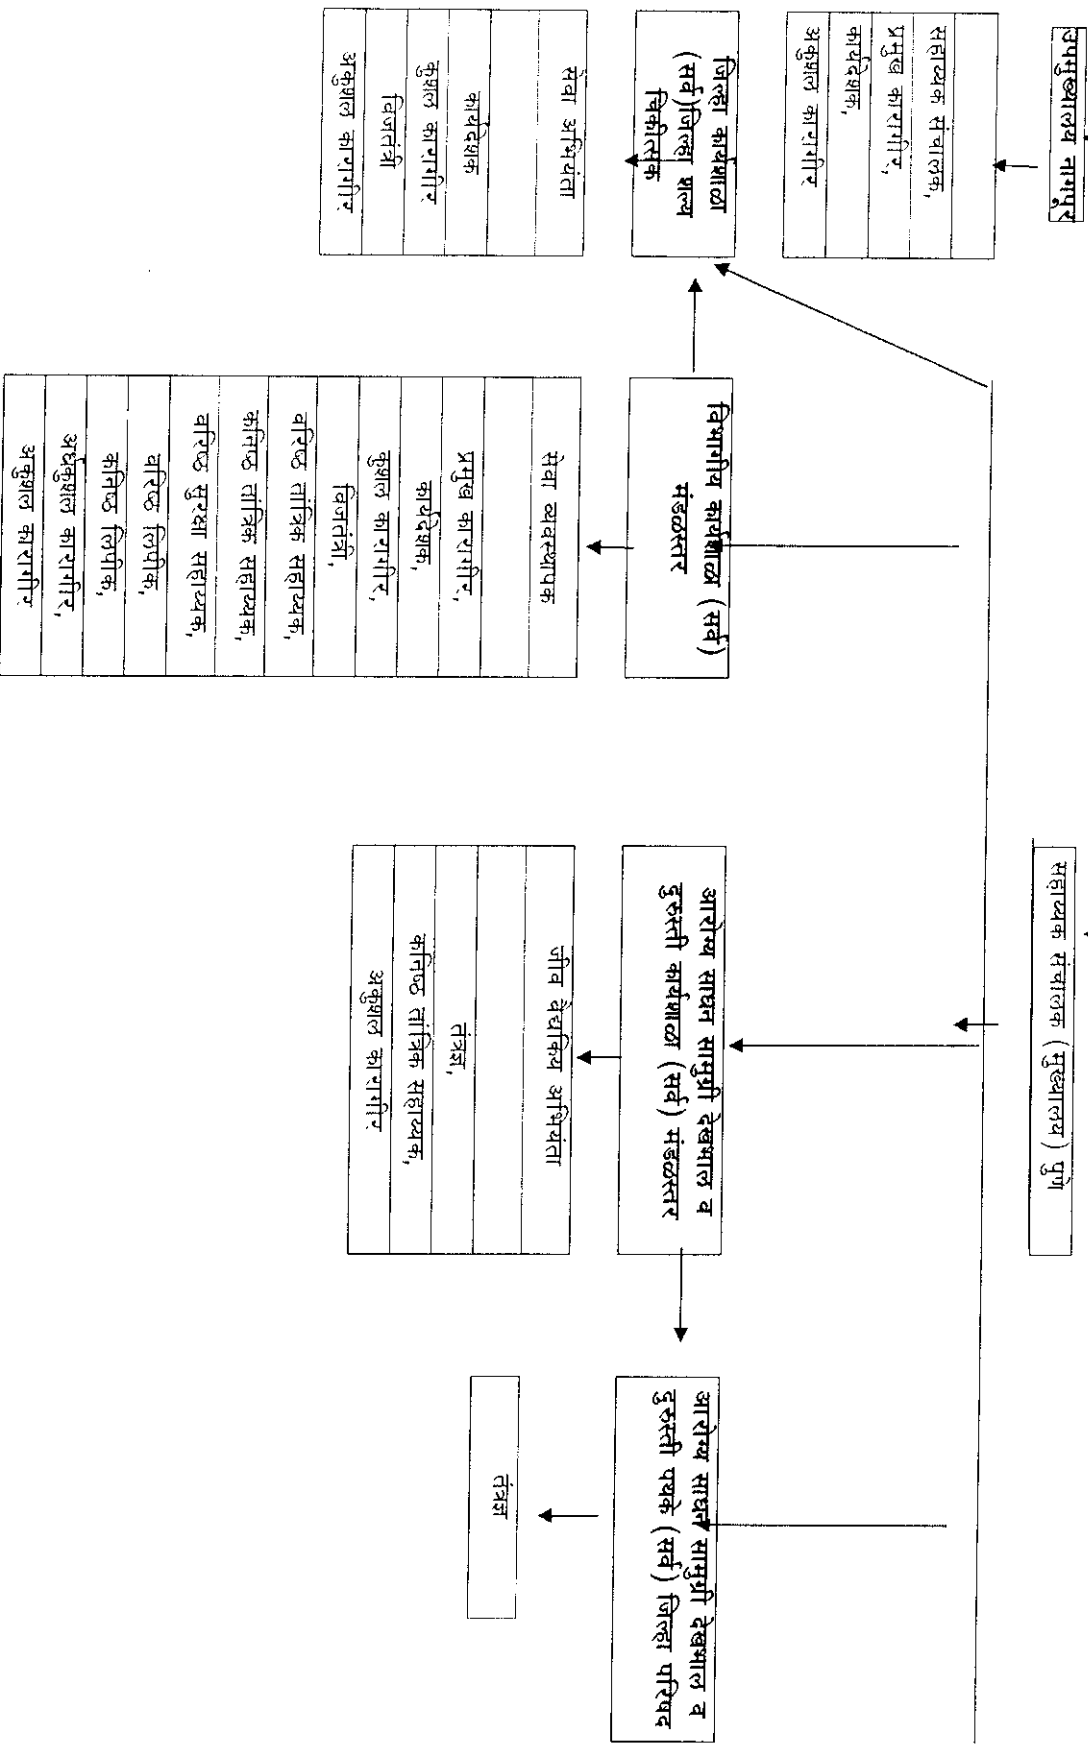 सहाय्यक संचालक (मुख्यालय) पुणे
उपमुख्यालय नागपूर
सहाय्यक संचालक,
प्रमुख कारागीर,
कार्यदेशक,
अकुशल कारागीर
जिल्हा कार्यशाळा
(सर्व)जिल्हा शल्य
चिकीत्सक
सेवा अभियंता
कार्यदेशक
कुशल कारागीर
विजतंत्री
अकुशल कारागीर
विभागीय कार्यशाळा (सर्व)
मंडळस्तर
सेवा व्यवस्थापक
प्रमुख कारागीर,
कार्यदेशक,
कुशल कारागीर,
विजतंत्री,
वरिष्ठ तांत्रिक सहाय्यक,
कनिष्ठ तांत्रिक सहाय्यक,
वरिष्ठ सुरक्षा सहाय्यक,
वरिष्ठ लिपीक,
कनिष्ठ लिपीक,
अर्धकुशल कारागीर,
अकुशल कारागीर
आरोग्य साधन सामुग्री देखभाल व
दुरुस्ती कार्यशाळा (सर्व) मंडळस्तर
जीव वैद्यकिय अभियंता
तंत्रज्ञ,
कनिष्ठ तांत्रिक सहाय्यक,
अकुशल कारागीर
आरोग्य साधन सामुग्री देखभाल व
दुरुस्ती पथके (सर्व) जिल्हा परिषद
तंत्रज्ञ